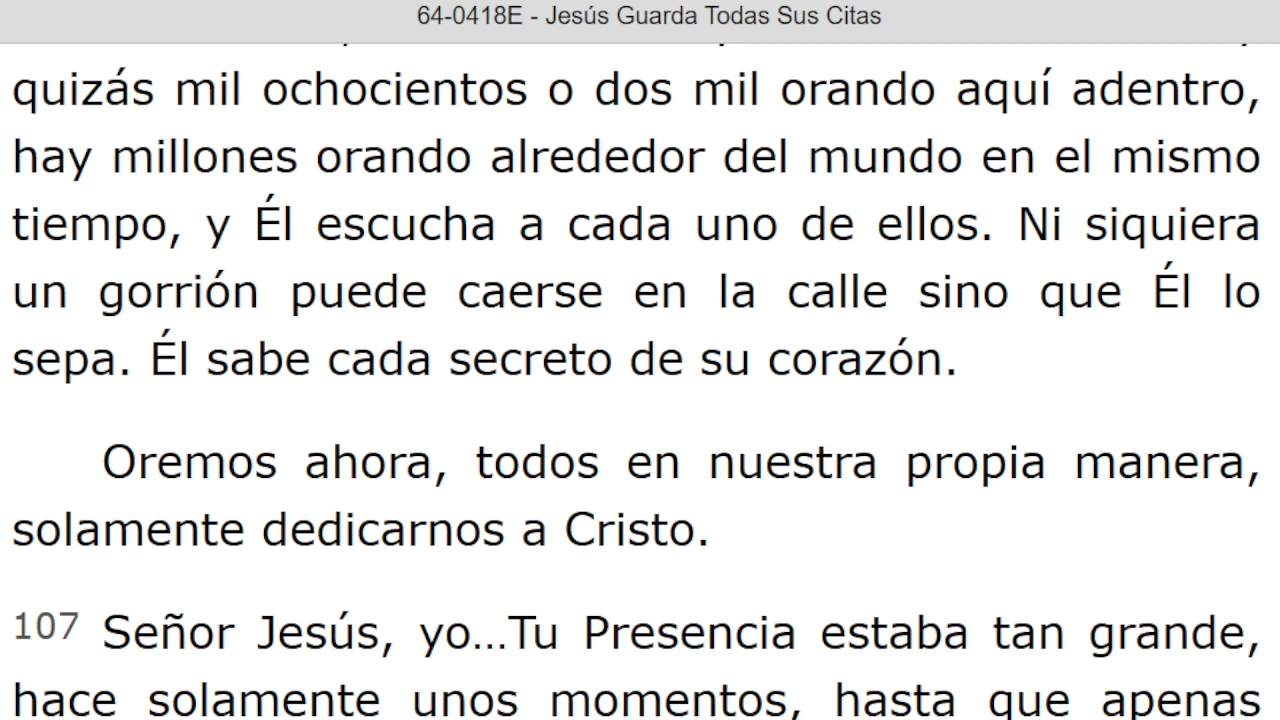 64-0418E - Jesús Guarda Todas Sus Citas
quizás mil ochocientos o dos mil orando aquí adentro,
hay millones orando alrededor del mundo en el mismo
tiempo, y Él escucha a cada uno de ellos. Ni siquiera
un gorrión puede caerse en la calle sino que Él lo
sepa. Él sabe cada secreto de su corazón.
Oremos ahora, todos en nuestra propia manera,
solamente dedicarnos a Cristo.
107 Señor Jesús, yo...Tu Presencia estaba tan grande,
hace solamente unos momentos, hasta que apenas